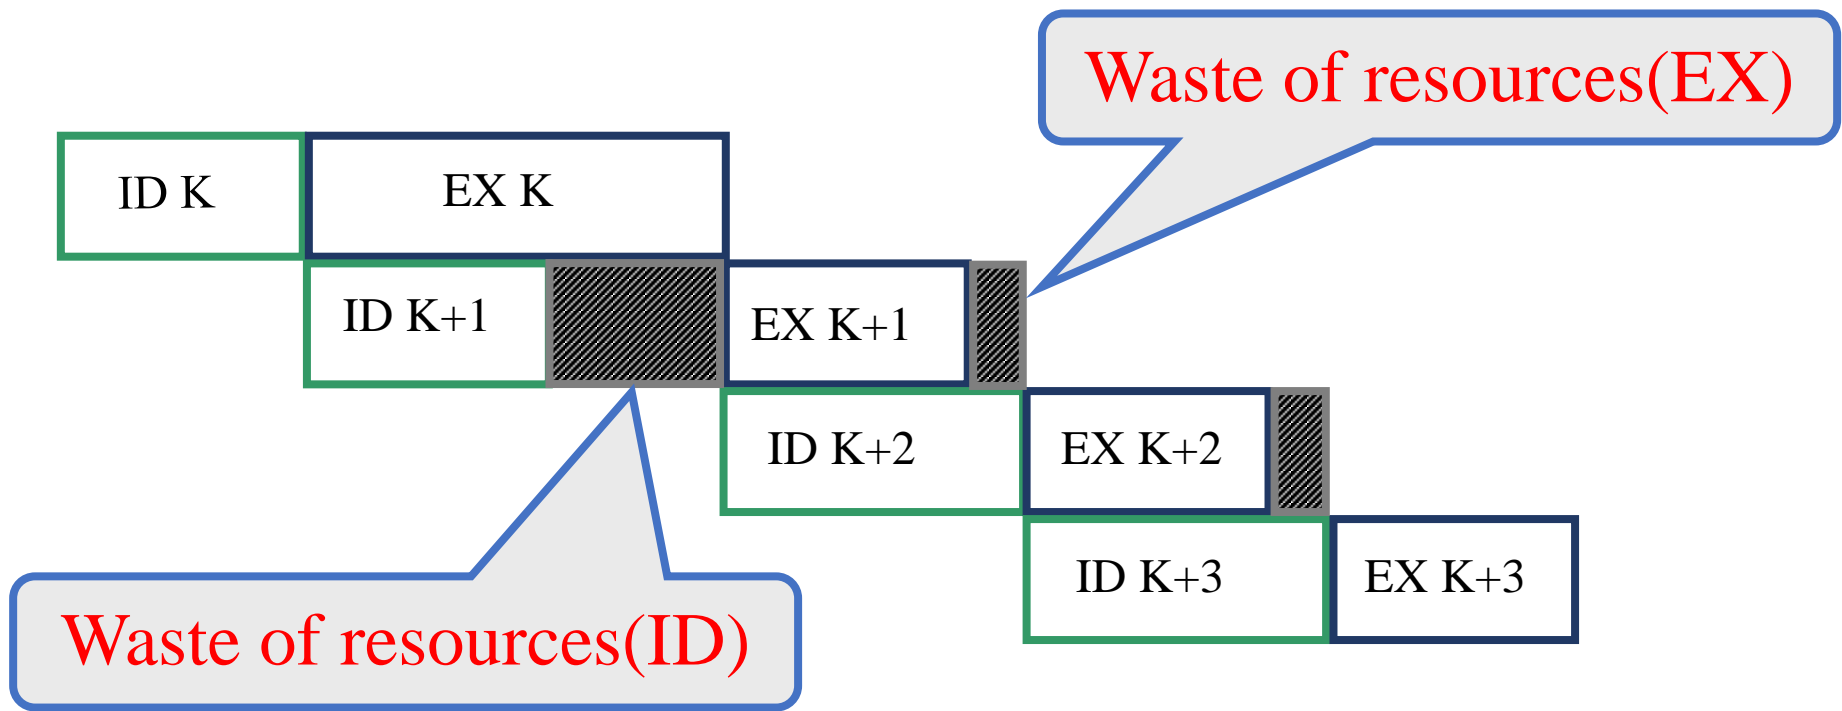 Waste of resources(EX)
ID K
EX K
ID K+1
EX K+1
ID K+2
EX K+2
ID K+3
EX K+3
Waste of resources(ID)